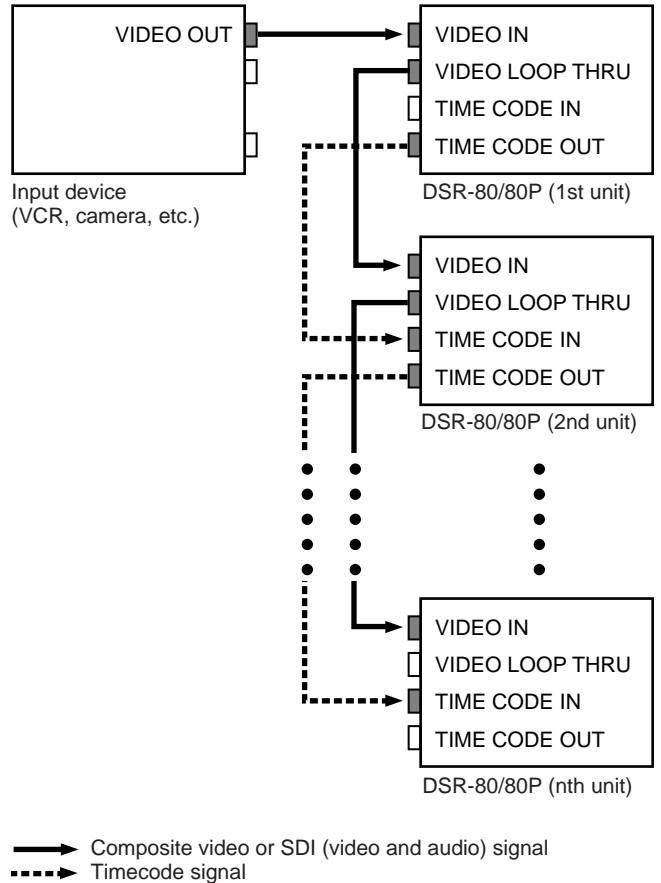 VIDEO OUT
Input device
(VCR, camera, etc.)
VIDEO IN
VIDEO LOOP THRU
TIME CODE IN
TIME CODE OUT
DSR-80/80P (1st unit)
VIDEO IN
VIDEO LOOP THRU
TIME CODE IN
TIME CODE OUT
DSR-80/80P (2nd unit)
VIDEO IN
VIDEO LOOP THRU
TIME CODE IN
TIME CODE OUT
DSR-80/80P (nth unit)
Composite video or SDI (video and audio) signal
Timecode signal